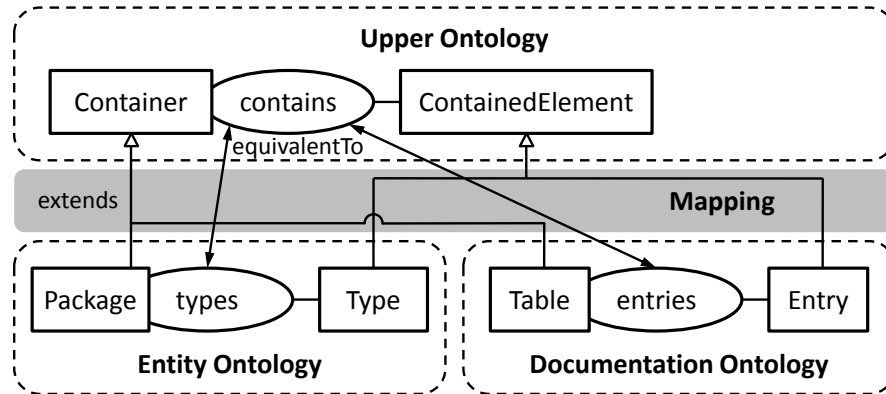 Upper Ontology
Container contains ContainedElement
equivalentTo
extends Mapping
Package types Type Table entries Entry
Entity Ontology Documentation Ontology